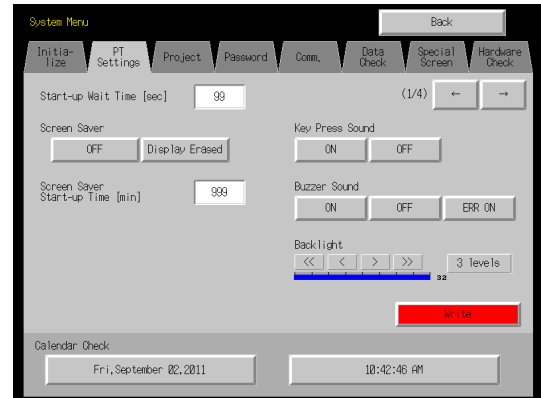 System Menu
Back
Initia-
lize
PT
Settings
Project
Password
Comm.
Data
Check
Special
Screen
Hardware
Check
Start-up Wait Time [sec] 99
(1/4) ← →
Screen Saver
OFF Display Erased
Key Press Sound
ON OFF
Screen Saver
Start-up Time [min] 999
Buzzer Sound
ON OFF ERR ON
Backlight
<< < > >> 3 levels
32
Write
Calendar Check
Fri,September 02,2011 10:42:46 AM